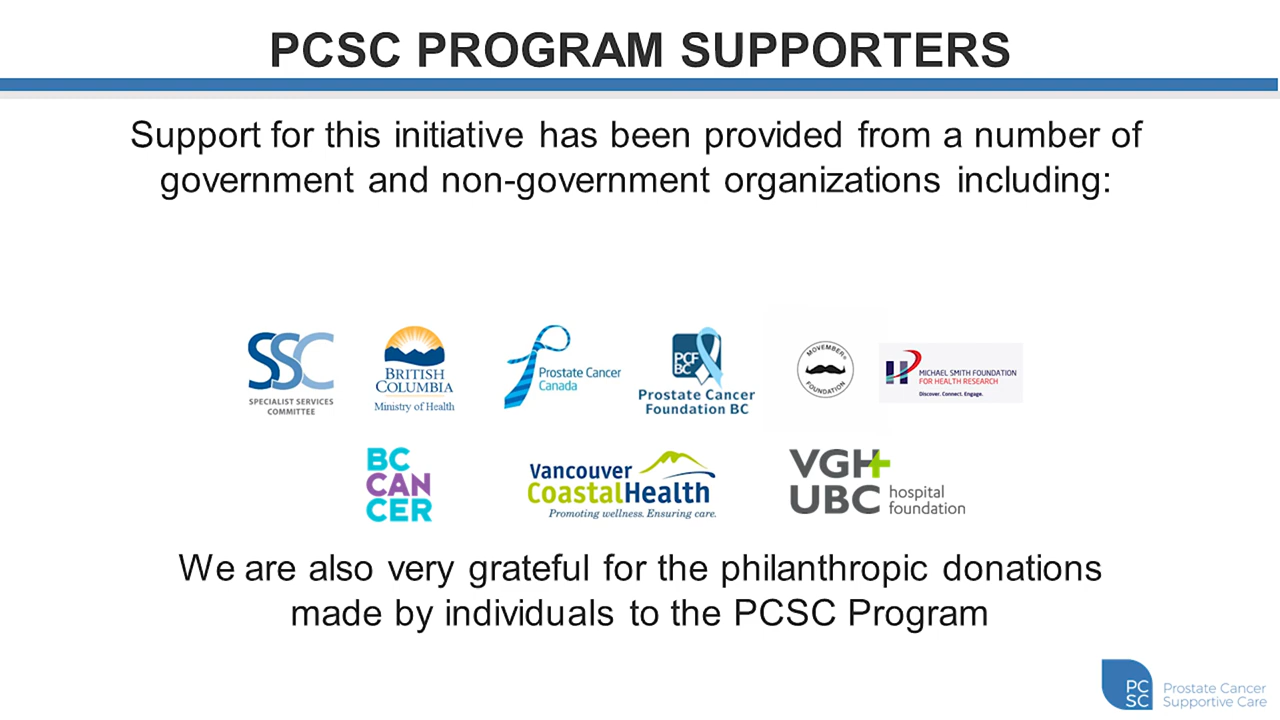 PCSC PROGRAM SUPPORTERS
Support for this initiative has been provided from a number of
government and non-government organizations including:
SSC
SPECIALIST SERVICES
COMMITTEE
BRITISH
COLUMBIA
Ministry of Health
Prostate Cancer
Canada
PCF
BC
Prostate Cancer
Foundation BC
MOVEMBER®
FOUNDATION
MICHAEL SMITH FOUNDATION
FOR HEALTH RESEARCH
Discover. Connect. Engage.
BC
CAN
CER
Vancouver
CoastalHealth
Promoting wellness. Ensuring care.
VGH+
UBC
hospital
foundation
We are also very grateful for the philanthropic donations
made by individuals to the PCSC Program
PC
SC
Prostate Cancer
Supportive Care